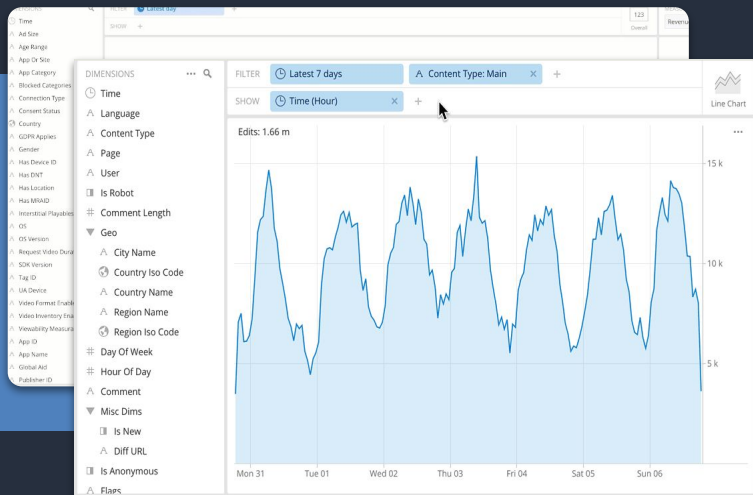 FILTER
Latest day
SHOW
123
Overall
Revenu
Time
Ad Size
Age Range
App Or Site
App Category
Blocked Categories
Connection Type
Consent Status
Country
GDPR Applies
Gender
Has Device ID
Has DNT
Has Location
Has MRAID
Interstitial Playables
OS
OS Version
Request Video Dura
SDK Version
Tag ID
UA Device
Video Format Enable
Video Inventory Ena
Viewability Measura
App ID
App Name
Global Aid
Publisher ID
DIMENSIONS
Time
Language
Content Type
Page
User
Is Robot
Comment Length
Geo
City Name
Country Iso Code
Country Name
Region Name
Region Iso Code
Day Of Week
Hour Of Day
Comment
Misc Dims
Is New
Diff URL
Is Anonymous
Flags
FILTER
Latest 7 days
Content Type: Main
SHOW
Time (Hour)
Line Chart
Edits: 1.66 m
15 k
10 k
5 k
Mon 31
Tue 01
Wed 02
Thu 03
Fri 04
Sat 05
Sun 06